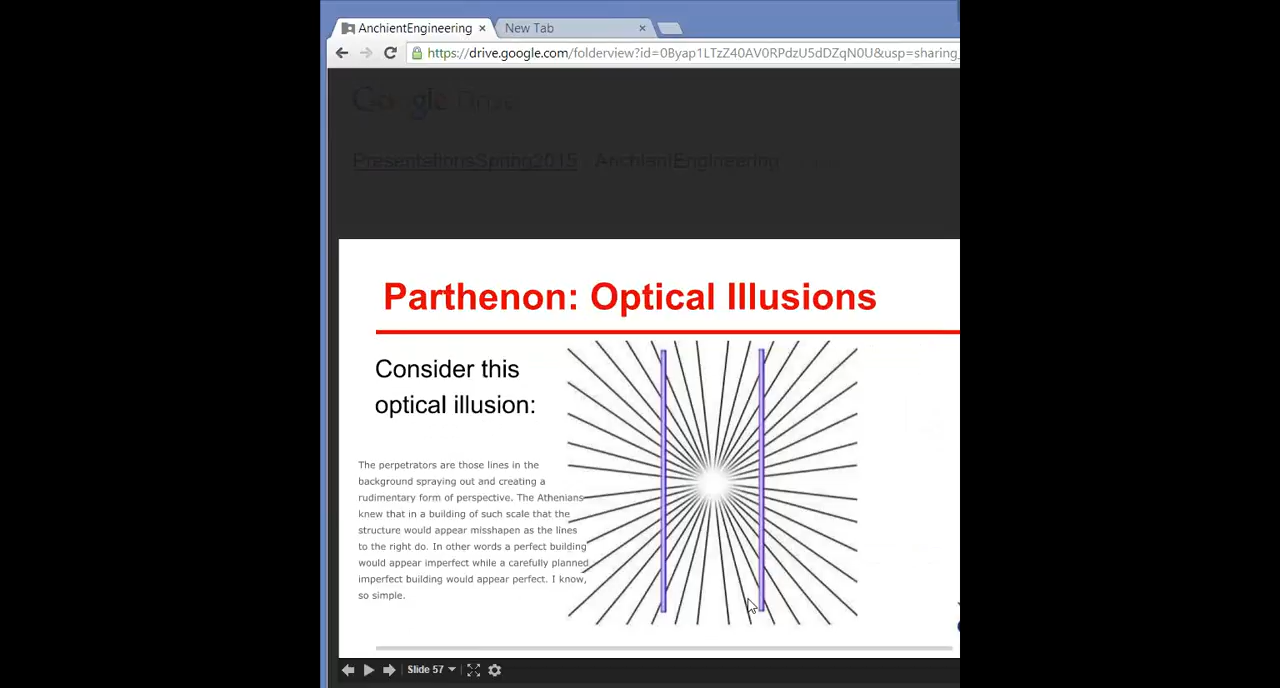 AnchientEngineering
New Tab
https://drive.google.com/folderview?id=0Byap1LTzZ40AV0RPdzU5dDZqN0U&usp=sharing
Google Drive
PresentationsSpring2015 AnchientEngineering
Parthenon: Optical Illusions
Consider this
optical illusion:
The perpetrators are those lines in the
background spraying out and creating a
rudimentary form of perspective. The Athenians
knew that in a building of such scale that the
structure would appear misshapen as the lines
to the right do. In other words a perfect building
would appear imperfect while a carefully planned
imperfect building would appear perfect. I know,
so simple.
Slide 57